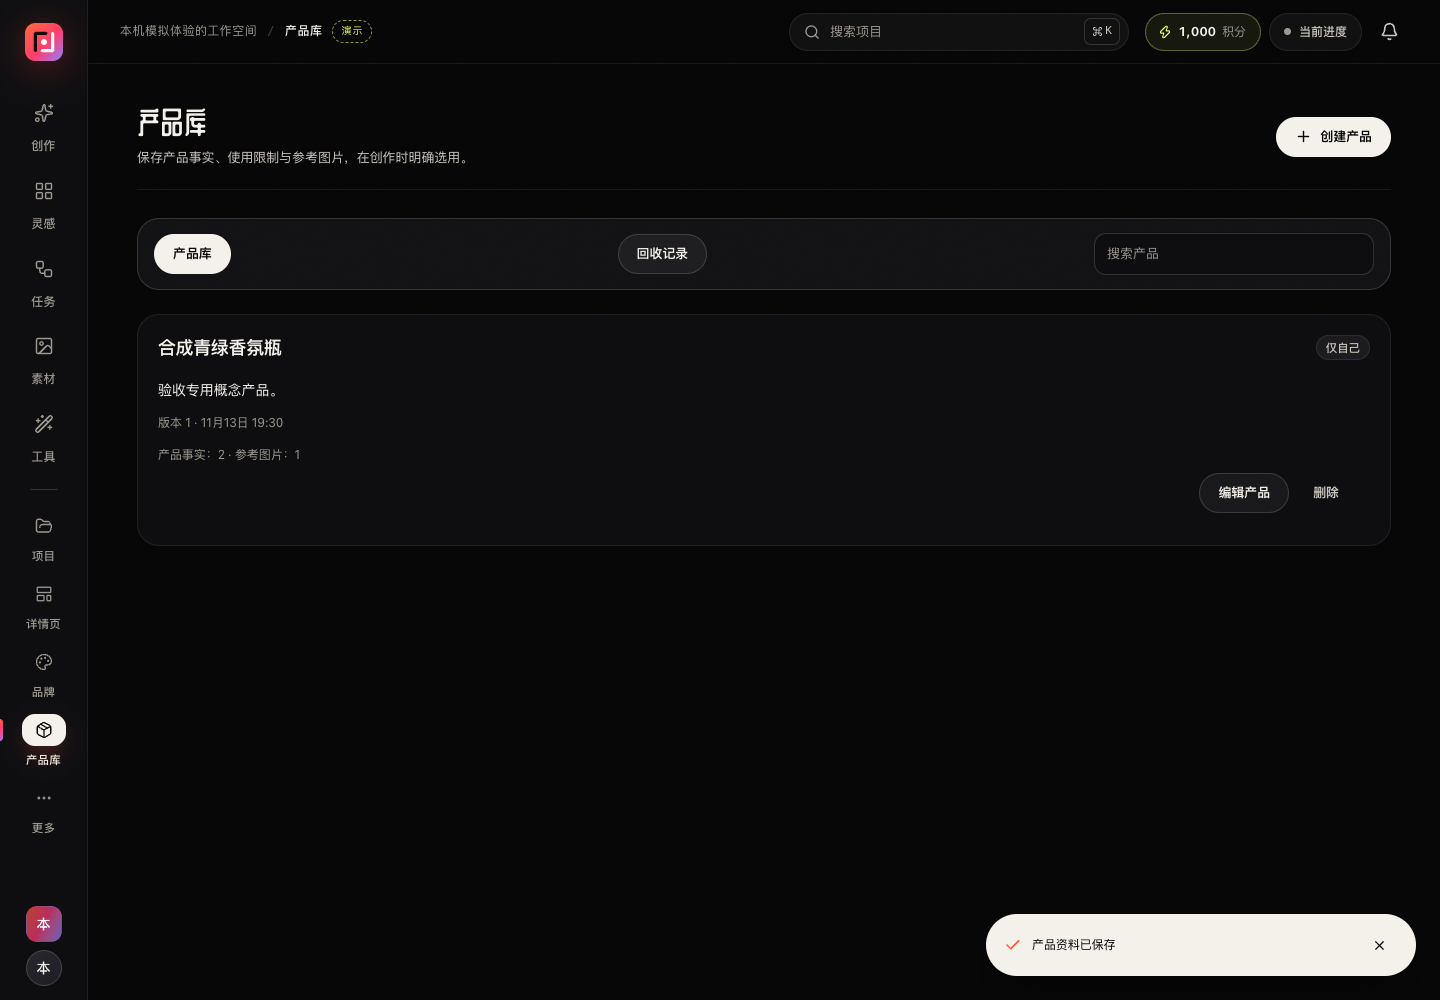 本机模拟体验的工作空间 / 产品库 演示
搜索项目 ⌘K
1,000 积分
当前进度
创作
灵感
任务
素材
工具
项目
详情页
品牌
产品库
更多
本
本
产品库
保存产品事实、使用限制与参考图片，在创作时明确选用。
创建产品
产品库
回收记录
搜索产品
合成青绿香氛瓶
仅自己
验收专用概念产品。
版本 1 · 11月13日 19:30
产品事实：2 · 参考图片：1
编辑产品
删除
产品资料已保存